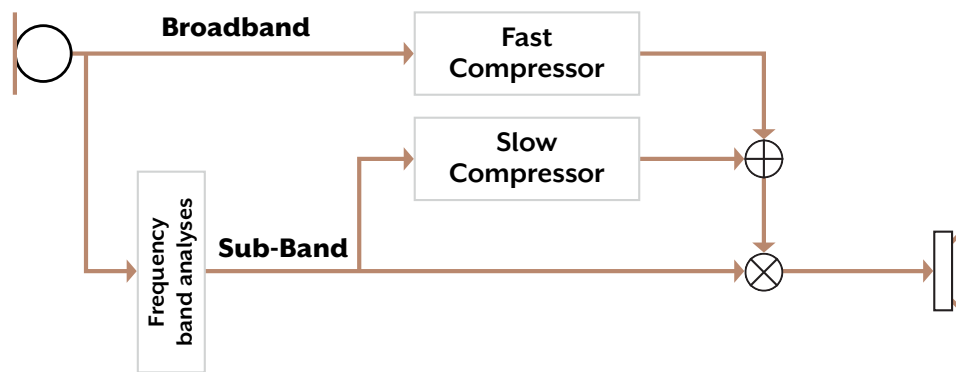 Broadband
Fast
Compressor
Slow
Compressor
Frequency
band analyses
Sub-Band